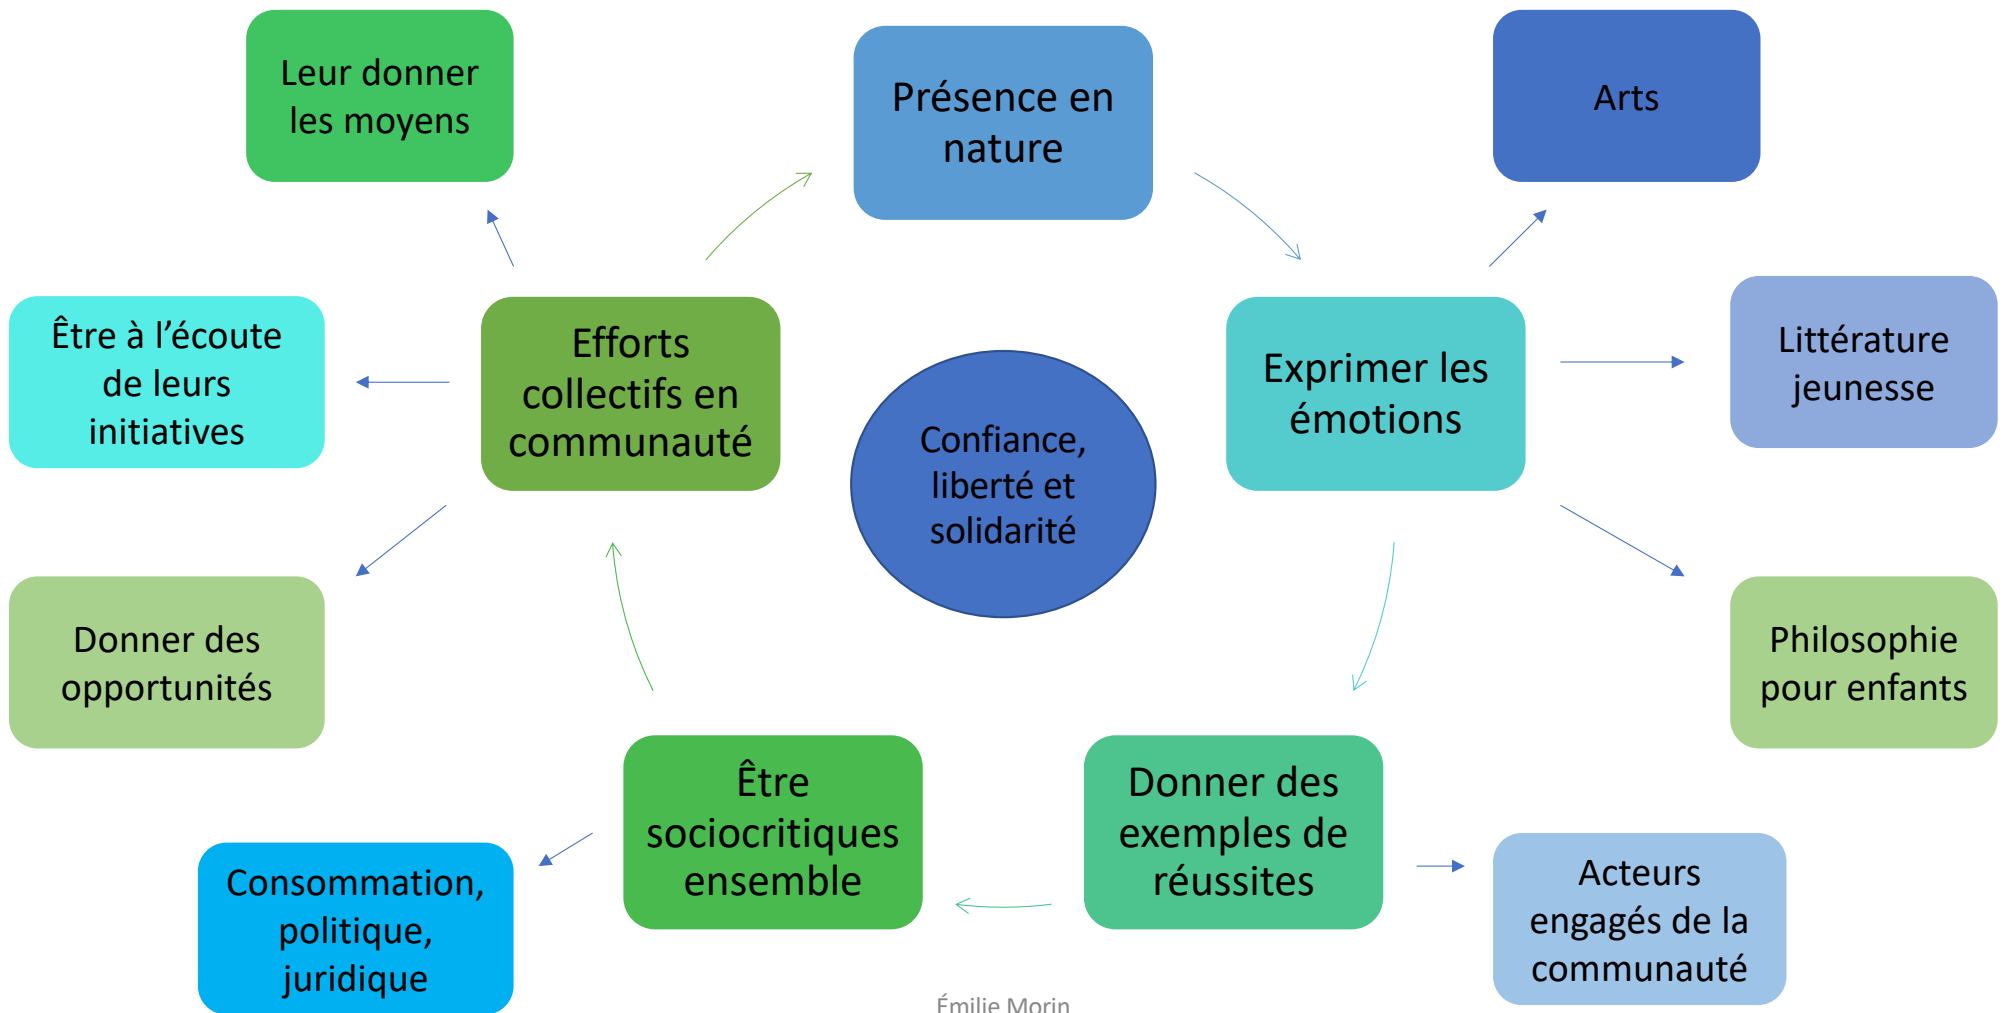 Leur donner
les moyens
Présence en
nature
Arts
Être à l’écoute
de leurs
initiatives
Efforts
collectifs en
communauté
Confiance,
liberté et
solidarité
Exprimer les
émotions
Littérature
jeunesse
Donner des
opportunités
Philosophie
pour enfants
Être
sociocritiques
ensemble
Donner des
exemples de
réussites
Consommation,
politique,
juridique
Acteurs
engagés de la
communauté
Émilie Morin